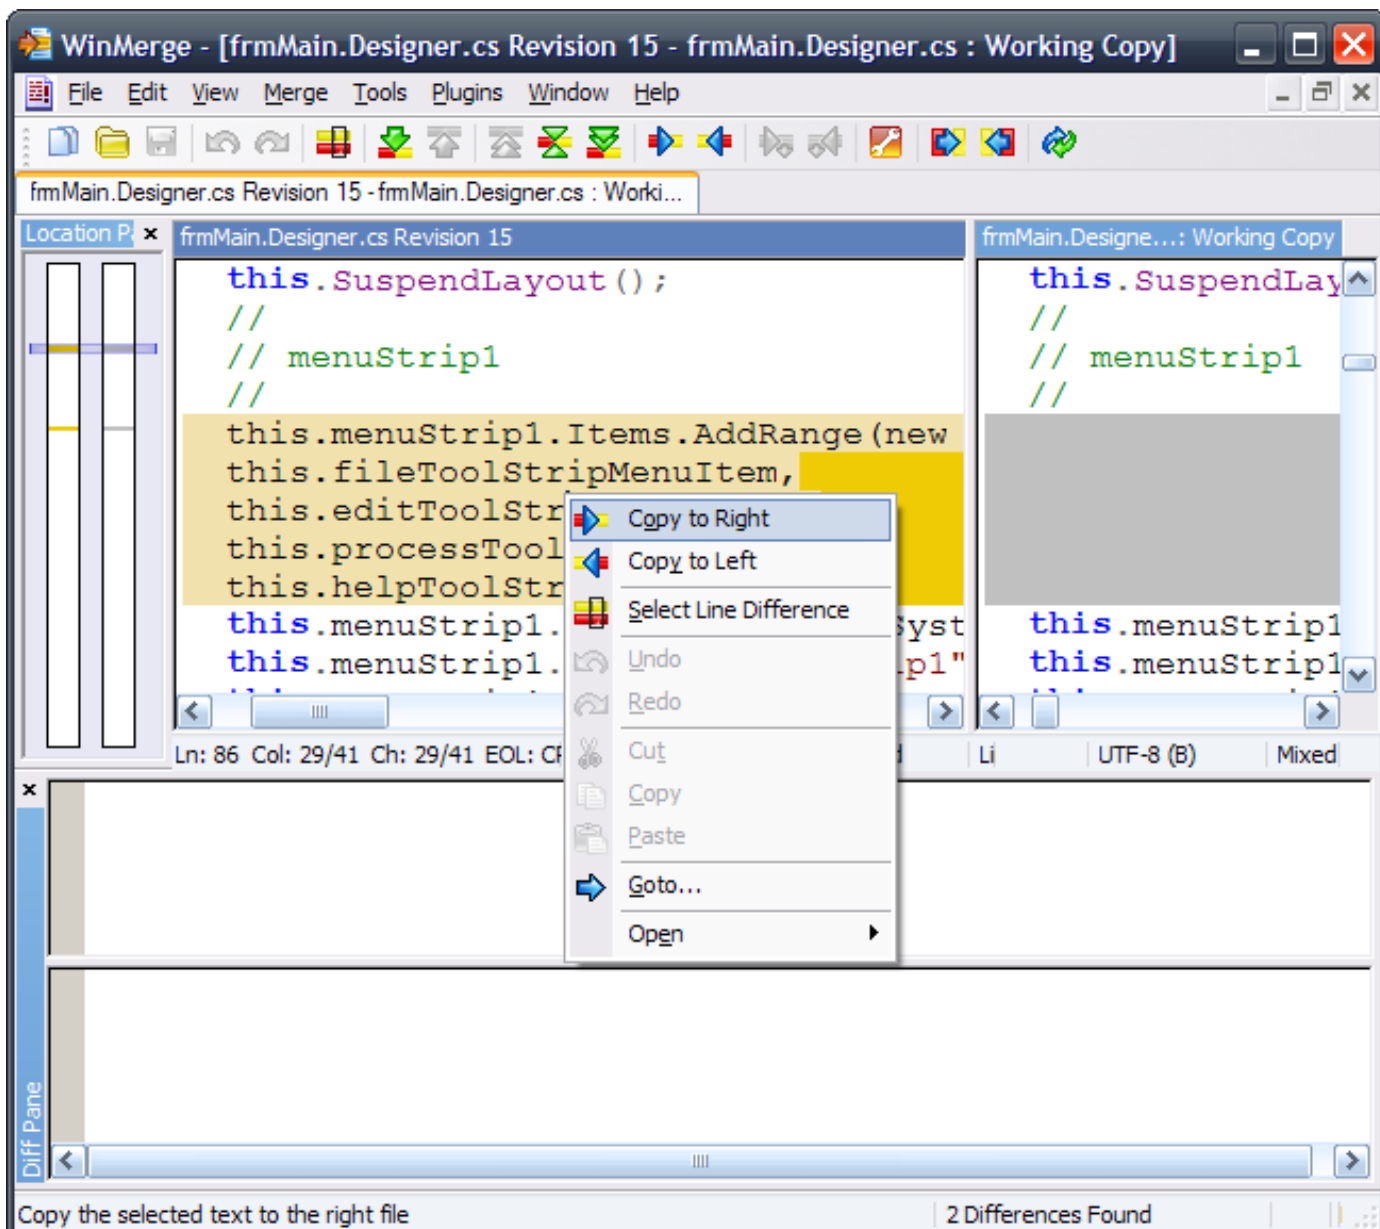 WinMerge - [frmMain.Designer.cs Revision 15 - frmMain.Designer.cs : Working Copy]
File Edit View Merge Tools Plugins Window Help
frmMain.Designer.cs Revision 15 - frmMain.Designer.cs : Worki...
Location P
frmMain.Designer.cs Revision 15
frmMain.Designe...: Working Copy
this.SuspendLayout();
//
// menuStrip1
//
this.menuStrip1.Items.AddRange(new
this.fileToolStripMenuItem,
this.editToolStr
this.processTool
this.helpToolStr
this.menuStrip1. Syst
this.menuStrip1. ip1"
this.SuspendLay
//
// menuStrip1
//
this.menuStrip1
this.menuStrip1
Copy to Right
Copy to Left
Select Line Difference
Undo
Redo
Cut
Copy
Paste
Goto...
Open
Ln: 86 Col: 29/41 Ch: 29/41 EOL: CR
Li UTF-8 (B) Mixed
Diff Pane
Copy the selected text to the right file
2 Differences Found